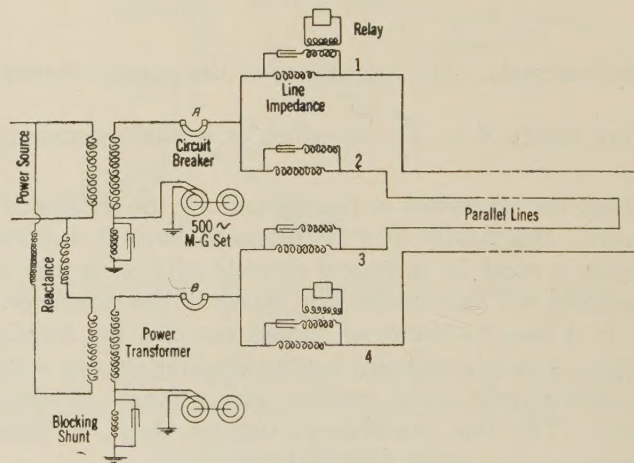 Relay
1
Line
Impedance
A
Circuit
Breaker
2
Power Source
500 ~
M-G Set
Parallel Lines
3
Reactance
B
Power
Transformer
4
Blocking
Shunt